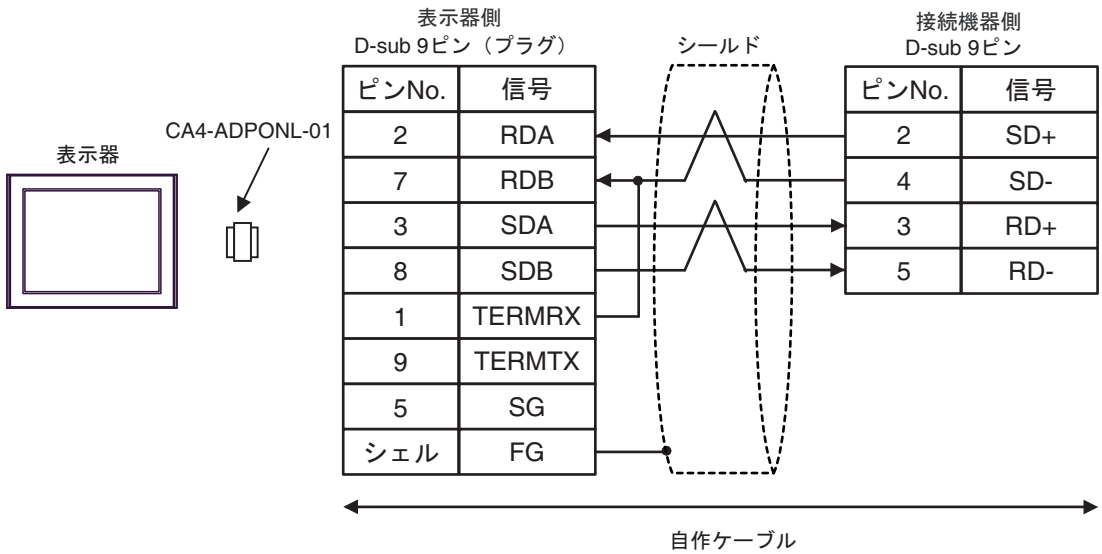 表示器側
D-sub 9ピン（プラグ）
シールド
接続機器側
D-sub 9ピン
CA4-ADPONL-01
表示器
ピンNo. 信号
2 RDA
7 RDB
3 SDA
8 SDB
1 TERMRX
9 TERMTX
5 SG
シェル FG
ピンNo. 信号
2 SD+
4 SD-
3 RD+
5 RD-
自作ケーブル